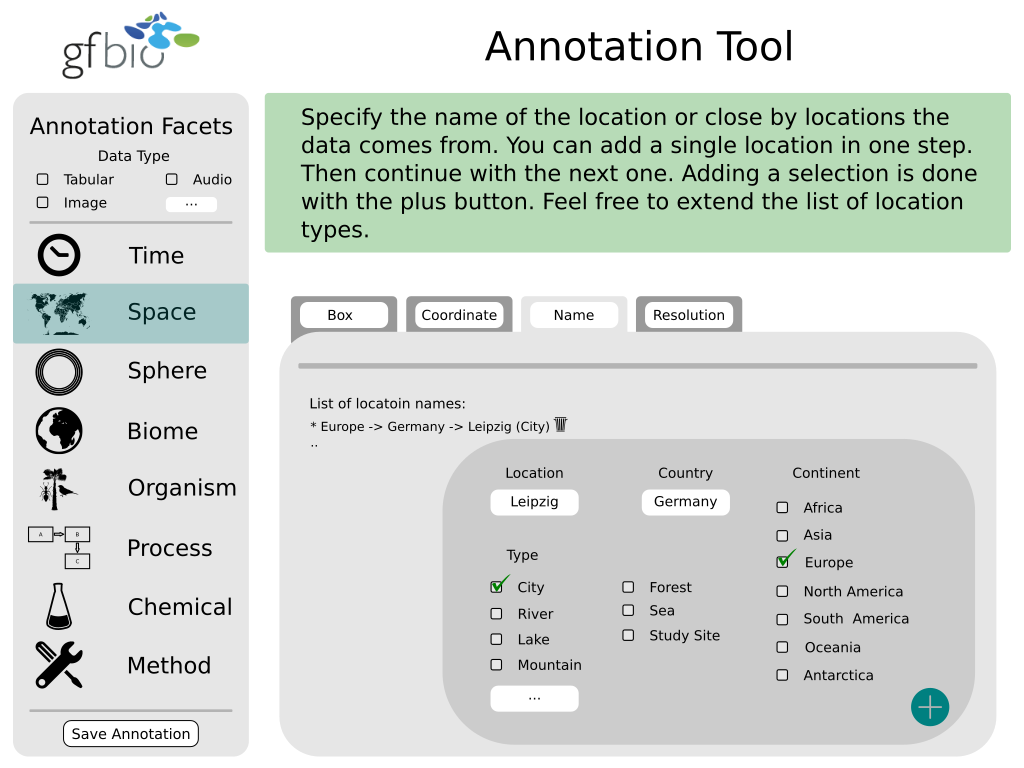 gfbio
Annotation Tool
Annotation Facets
Data Type
Tabular
Audio
Image
...
Time
Space
Sphere
Biome
Organism
A
B
C
Process
Chemical
Method
Save Annotation
Specify the name of the location or close by locations the
data comes from. You can add a single location in one step.
Then continue with the next one. Adding a selection is done
with the plus button. Feel free to extend the list of location
types.
Box
Coordinate
Name
Resolution
List of locatoin names:
* Europe -> Germany -> Leipzig (City)
..
Location
Leipzig
Country
Germany
Continent
Africa
Asia
Europe
North America
South  America
Oceania
Antarctica
Type
City
River
Lake
Mountain
...
Forest
Sea
Study Site